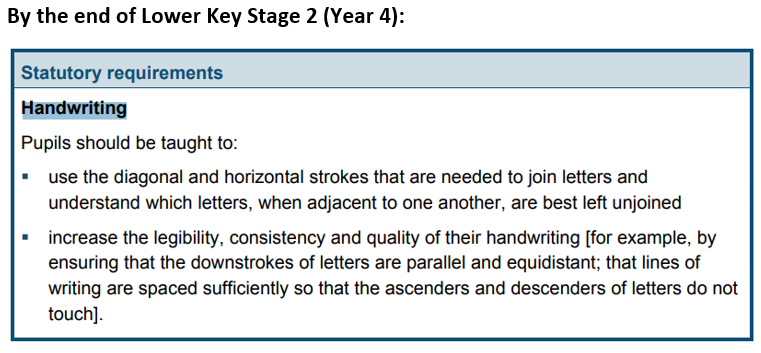 By the end of Lower Key Stage 2 (Year 4):
Statutory requirements
Handwriting
Pupils should be taught to:
▪ use the diagonal and horizontal strokes that are needed to join letters and
understand which letters, when adjacent to one another, are best left unjoined
▪ increase the legibility, consistency and quality of their handwriting [for example, by
ensuring that the downstrokes of letters are parallel and equidistant; that lines of
writing are spaced sufficiently so that the ascenders and descenders of letters do not
touch].